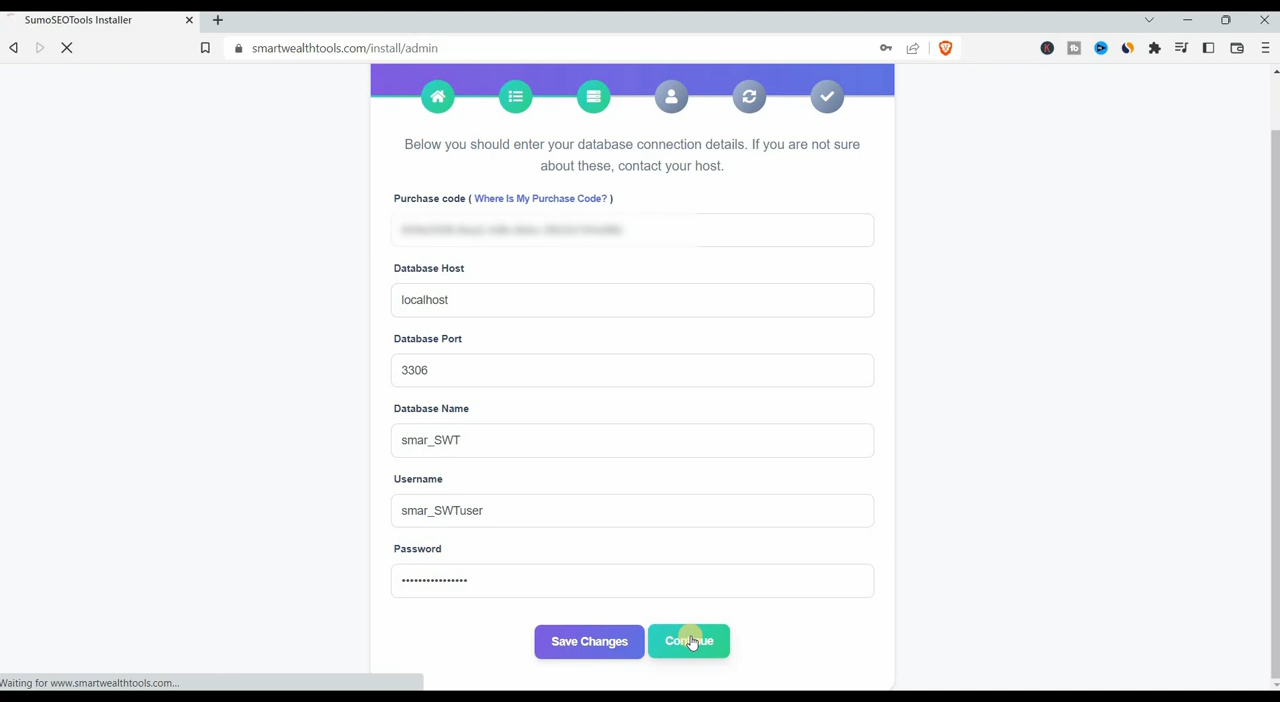 SumoSEOTools Installer
smartwealthtools.com/install/admin
Below you should enter your database connection details. If you are not sure
about these, contact your host.
Purchase code ( Where Is My Purchase Code? )
Database Host
localhost
Database Port
3306
Database Name
smar_SWT
Username
smar_SWTuser
Password
••••••••••••••••
Save Changes
Continue
Waiting for www.smartwealthtools.com...